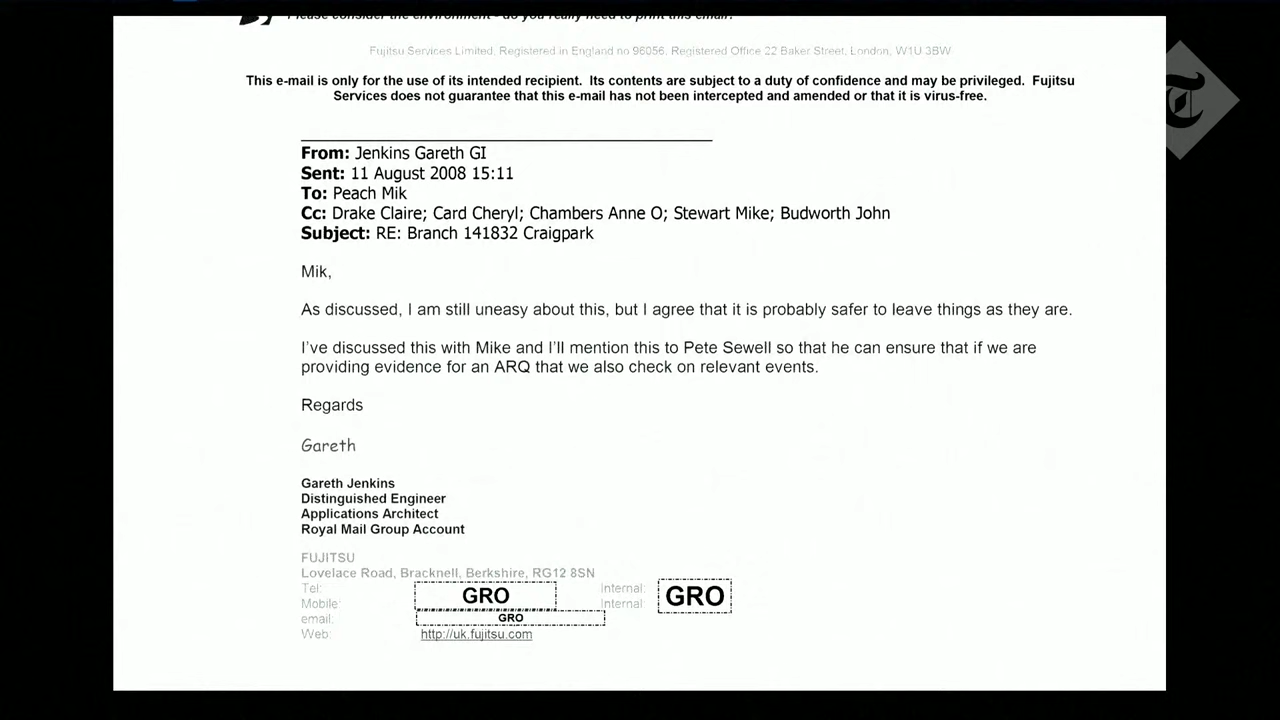 Please consider the environment - do you really need to print this email?
Fujitsu Services Limited, Registered in England no 96056, Registered Office 22 Baker Street, London, W1U 3BW
This e-mail is only for the use of its intended recipient. Its contents are subject to a duty of confidence and may be privileged. Fujitsu
Services does not guarantee that this e-mail has not been intercepted and amended or that it is virus-free.
From: Jenkins Gareth GI
Sent: 11 August 2008 15:11
To: Peach Mik
Cc: Drake Claire; Card Cheryl; Chambers Anne O; Stewart Mike; Budworth John
Subject: RE: Branch 141832 Craigpark
Mik,
As discussed, I am still uneasy about this, but I agree that it is probably safer to leave things as they are.
I've discussed this with Mike and I'll mention this to Pete Sewell so that he can ensure that if we are
providing evidence for an ARQ that we also check on relevant events.
Regards
Gareth
Gareth Jenkins
Distinguished Engineer
Applications Architect
Royal Mail Group Account
FUJITSU
Lovelace Road, Bracknell, Berkshire, RG12 8SN
Tel: GRO Internal: GRO
Mobile: Internal:
email: GRO
Web: http://uk.fujitsu.com
T